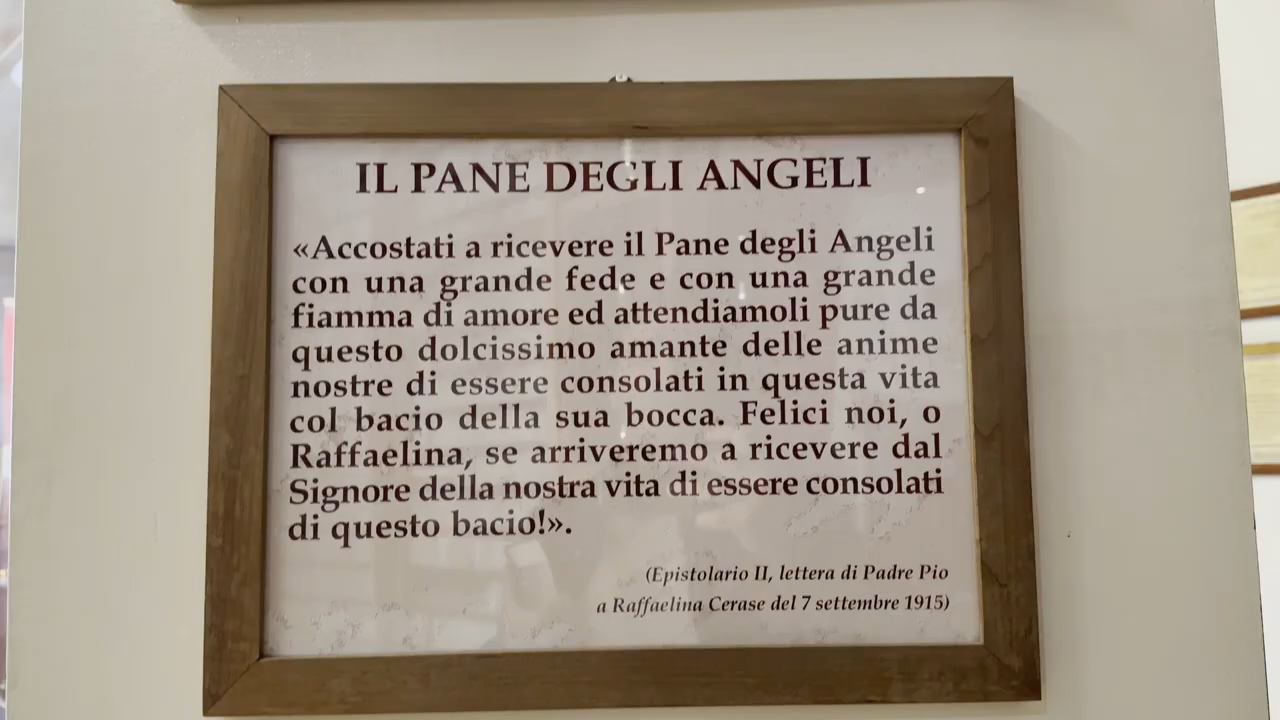 IL PANE DEGLI ANGELI
«Accostati a ricevere il Pane degli Angeli
con una grande fede e con una grande
fiamma di amore ed attendiamoli pure da
questo dolcissimo amante delle anime
nostre di essere consolati in questa vita
col bacio della sua bocca. Felici noi, o
Raffaelina, se arriveremo a ricevere dal
Signore della nostra vita di essere consolati
di questo bacio!».
(Epistolario II, lettera di Padre Pio
a Raffaelina Cerase del 7 settembre 1915)